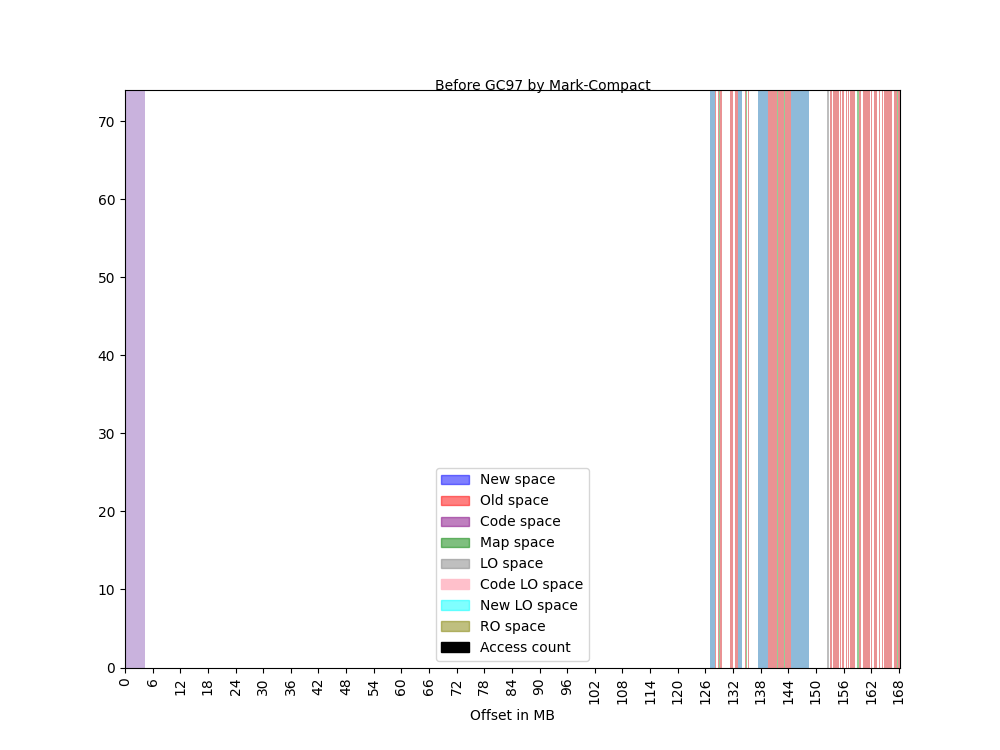 Before GC97 by Mark-Compact
70
60
50
40
30
20
10
0
New space
Old space
Code space
Map space
LO space
Code LO space
New LO space
RO space
Access count
0 6 12 18 24 30 36 42 48 54 60 66 72 78 84 90 96 102 108 114 120 126 132 138 144 150 156 162 168
Offset in MB